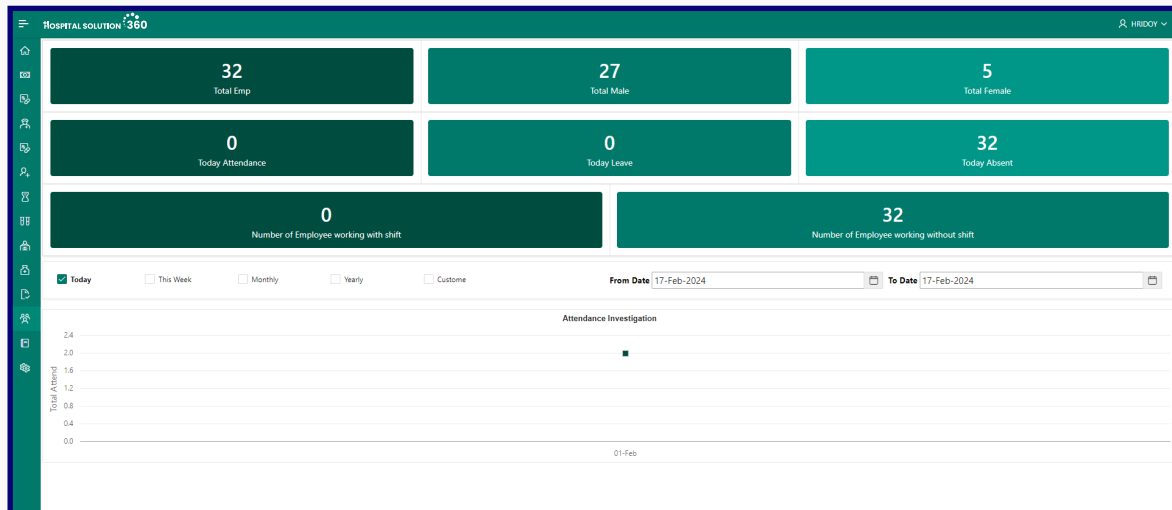 HOSPITAL SOLUTION 360
HRIDOY
32
Total Emp
27
Total Male
5
Total Female
0
Today Attendance
0
Today Leave
32
Today Absent
0
Number of Employee working with shift
32
Number of Employee working without shift
Today
This Week
Monthly
Yearly
Custome
From Date 17-Feb-2024
To Date 17-Feb-2024
Attendance Investigation
Total Attend
2.4
2.0
1.6
1.2
0.8
0.4
0.0
01-Feb